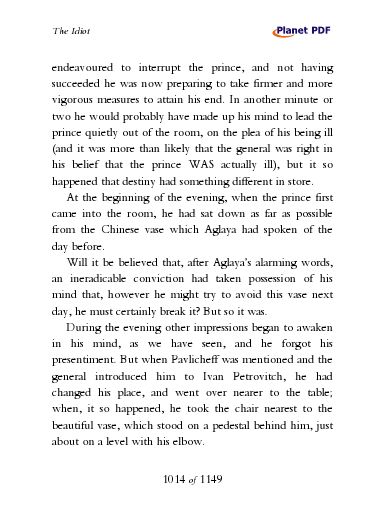 The Idiot
Planet PDF
endeavoured to interrupt the prince, and not having
succeeded he was now preparing to take firmer and more
vigorous measures to attain his end. In another minute or
two he would probably have made up his mind to lead the
prince quietly out of the room, on the plea of his being ill
(and it was more than likely that the general was right in
his belief that the prince WAS actually ill), but it so
happened that destiny had something different in store.
At the beginning of the evening, when the prince first
came into the room, he had sat down as far as possible
from the Chinese vase which Aglaya had spoken of the
day before.
Will it be believed that, after Aglaya's alarming words,
an ineradicable conviction had taken possession of his
mind that, however he might try to avoid this vase next
day, he must certainly break it? But so it was.
During the evening other impressions began to awaken
in his mind, as we have seen, and he forgot his
presentiment. But when Pavlicheff was mentioned and the
general introduced him to Ivan Petrovitch, he had
changed his place, and went over nearer to the table;
when, it so happened, he took the chair nearest to the
beautiful vase, which stood on a pedestal behind him, just
about on a level with his elbow.
1014 of 1149